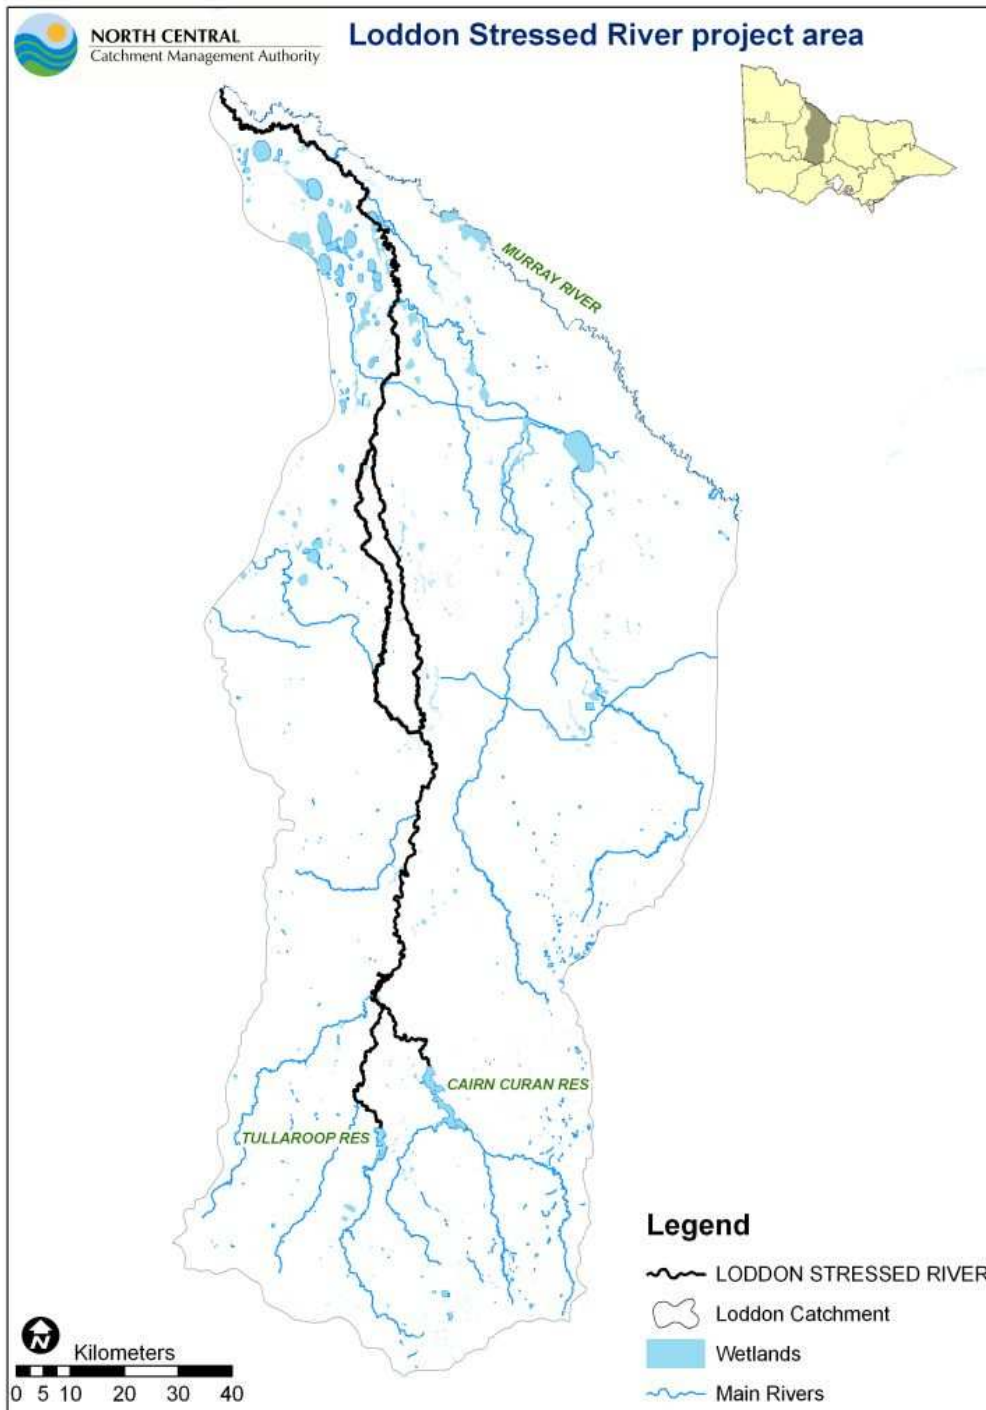 NORTH CENTRAL
Catchment Management Authority
Loddon Stressed River project area
MURRAY RIVER
CAIRN CURAN RES
TULLAROOP RES
Legend
LODDON STRESSED RIVER
Loddon Catchment
Wetlands
Main Rivers
N
Kilometers
0 5 10 20 30 40